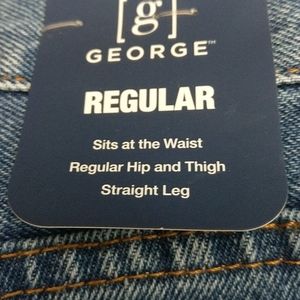 [g]
GEORGE™
REGULAR
Sits at the Waist
Regular Hip and Thigh
Straight Leg